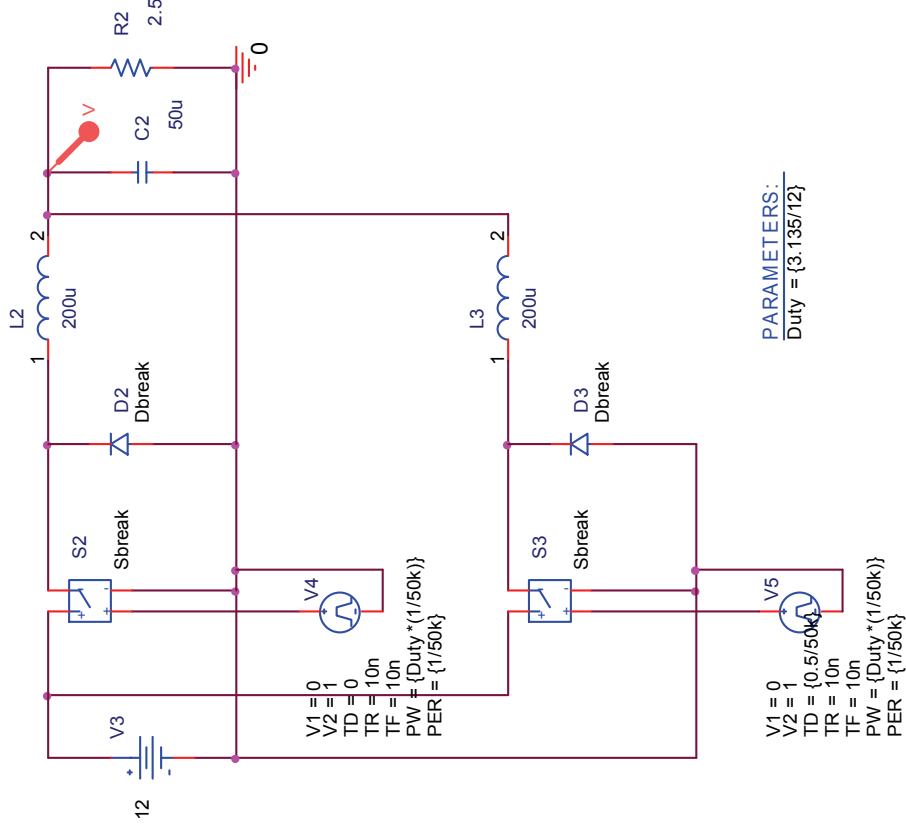 R2
2.5
0
V
C2
50u
2
L2
200u
1
D2
Dbreak
S2
Sbreak
+
-
+
-
V3
12
+
-
V4
+
-
V1 = 0
V2 = 1
TD = 0
TR = 10n
TF = 10n
PW = {Duty*(1/50k)}
PER = {1/50k}
2
L3
200u
1
D3
Dbreak
S3
Sbreak
+
-
+
-
V5
+
-
V1 = 0
V2 = 1
TD = {0.5/50k}
TR = 10n
TF = 10n
PW = {Duty*(1/50k)}
PER = {1/50k}
PARAMETERS:
Duty = {3.135/12}